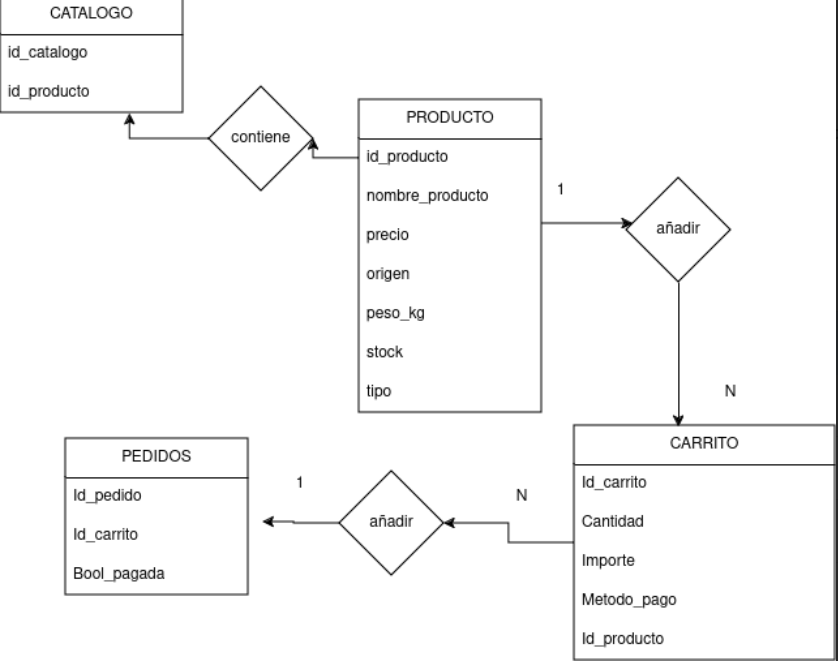 CATALOGO
id_catalogo
id_producto
contiene
PRODUCTO
id_producto
nombre_producto
precio
origen
peso_kg
stock
tipo
1
añadir
N
CARRITO
Id_carrito
Cantidad
Importe
Metodo_pago
Id_producto
N
añadir
1
PEDIDOS
Id_pedido
Id_carrito
Bool_pagada